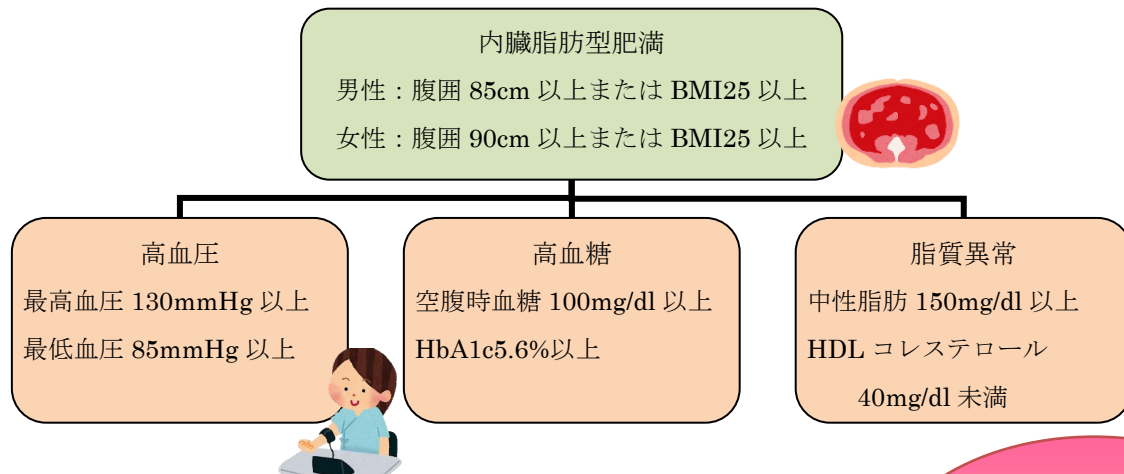 内臓脂肪型肥満
男性：腹囲 85cm 以上または BMI25 以上
女性：腹囲 90cm 以上または BMI25 以上
高血圧
最高血圧 130mmHg 以上
最低血圧 85mmHg 以上
高血糖
空腹時血糖 100mg/dl 以上
HbA1c5.6%以上
脂質異常
中性脂肪 150mg/dl 以上
HDL コレステロール
40mg/dl 未満